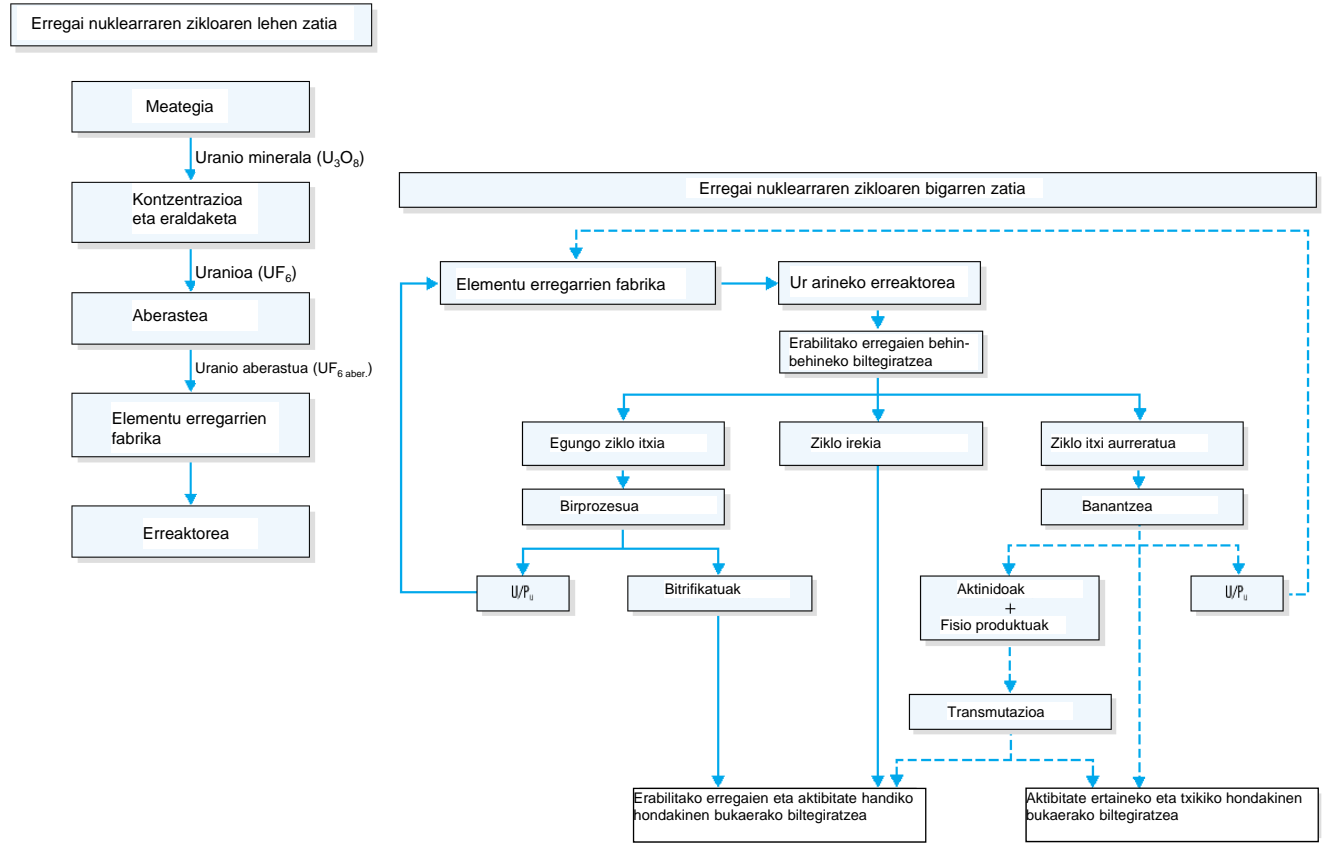 Erregai nuklearraren zikloaren lehen zatia
Meategia
Uranio minerala (U₃O₈)
Kontzentrazioa
eta eraldaketa
Uranioa (UF₆)
Aberastea
Uranio aberastua (UF₆ ₐbₑᵣ.)
Elementu erregarrien
fabrika
Erreaktorea
Erregai nuklearraren zikloaren bigarren zatia
Elementu erregarrien fabrika
Ur arineko erreaktorea
Erabilitako erregaien behin-
behineko biltegiratzea
Egungo ziklo itxia
Ziklo irekia
Ziklo itxi aurreratua
Birprozesua
Banantzea
U/Pᵤ
Bitrifikatuak
Aktinidoak
+
Fisio produktuak
U/Pᵤ
Transmutazioa
Erabilitako erregaien eta aktibitate handiko
hondakinen bukaerako biltegiratzea
Aktibitate ertaineko eta txikiko hondakinen
bukaerako biltegiratzea